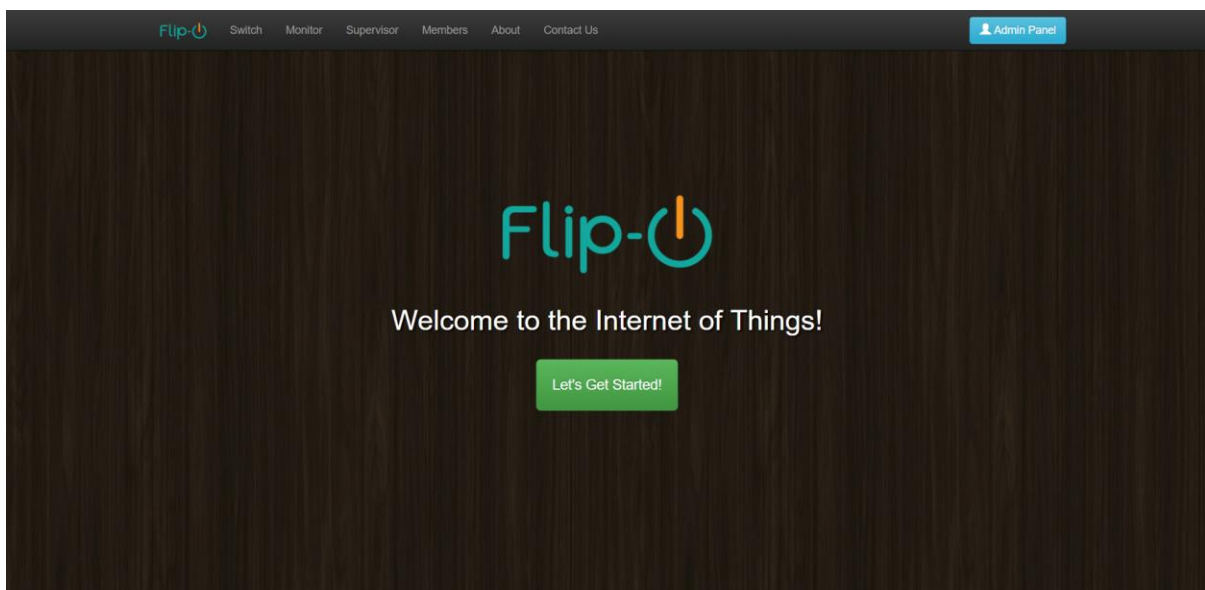 Flip-O Switch Monitor Supervisor Members About Contact Us Admin Panel
Flip-O
Welcome to the Internet of Things!
Let's Get Started!